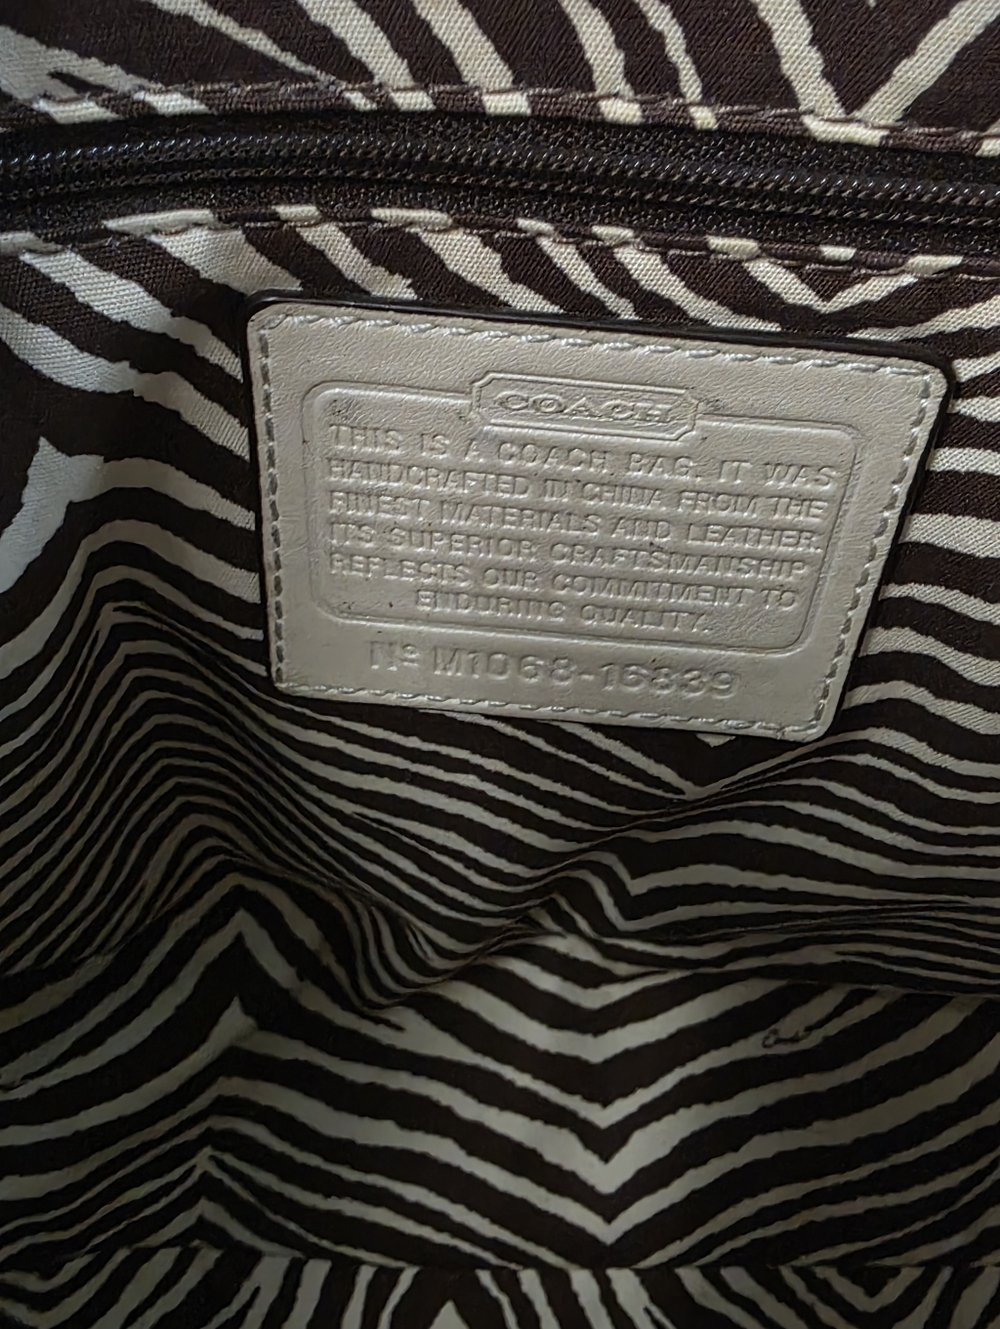 COACH
THIS IS A COACH BAG. IT WAS
HANDCRAFTED IN CHINA FROM THE
FINEST MATERIALS AND LEATHER.
ITS SUPERIOR CRAFTSMANSHIP
REFLECTS OUR COMMITMENT TO
ENDURING QUALITY.
Nº M1068-16839